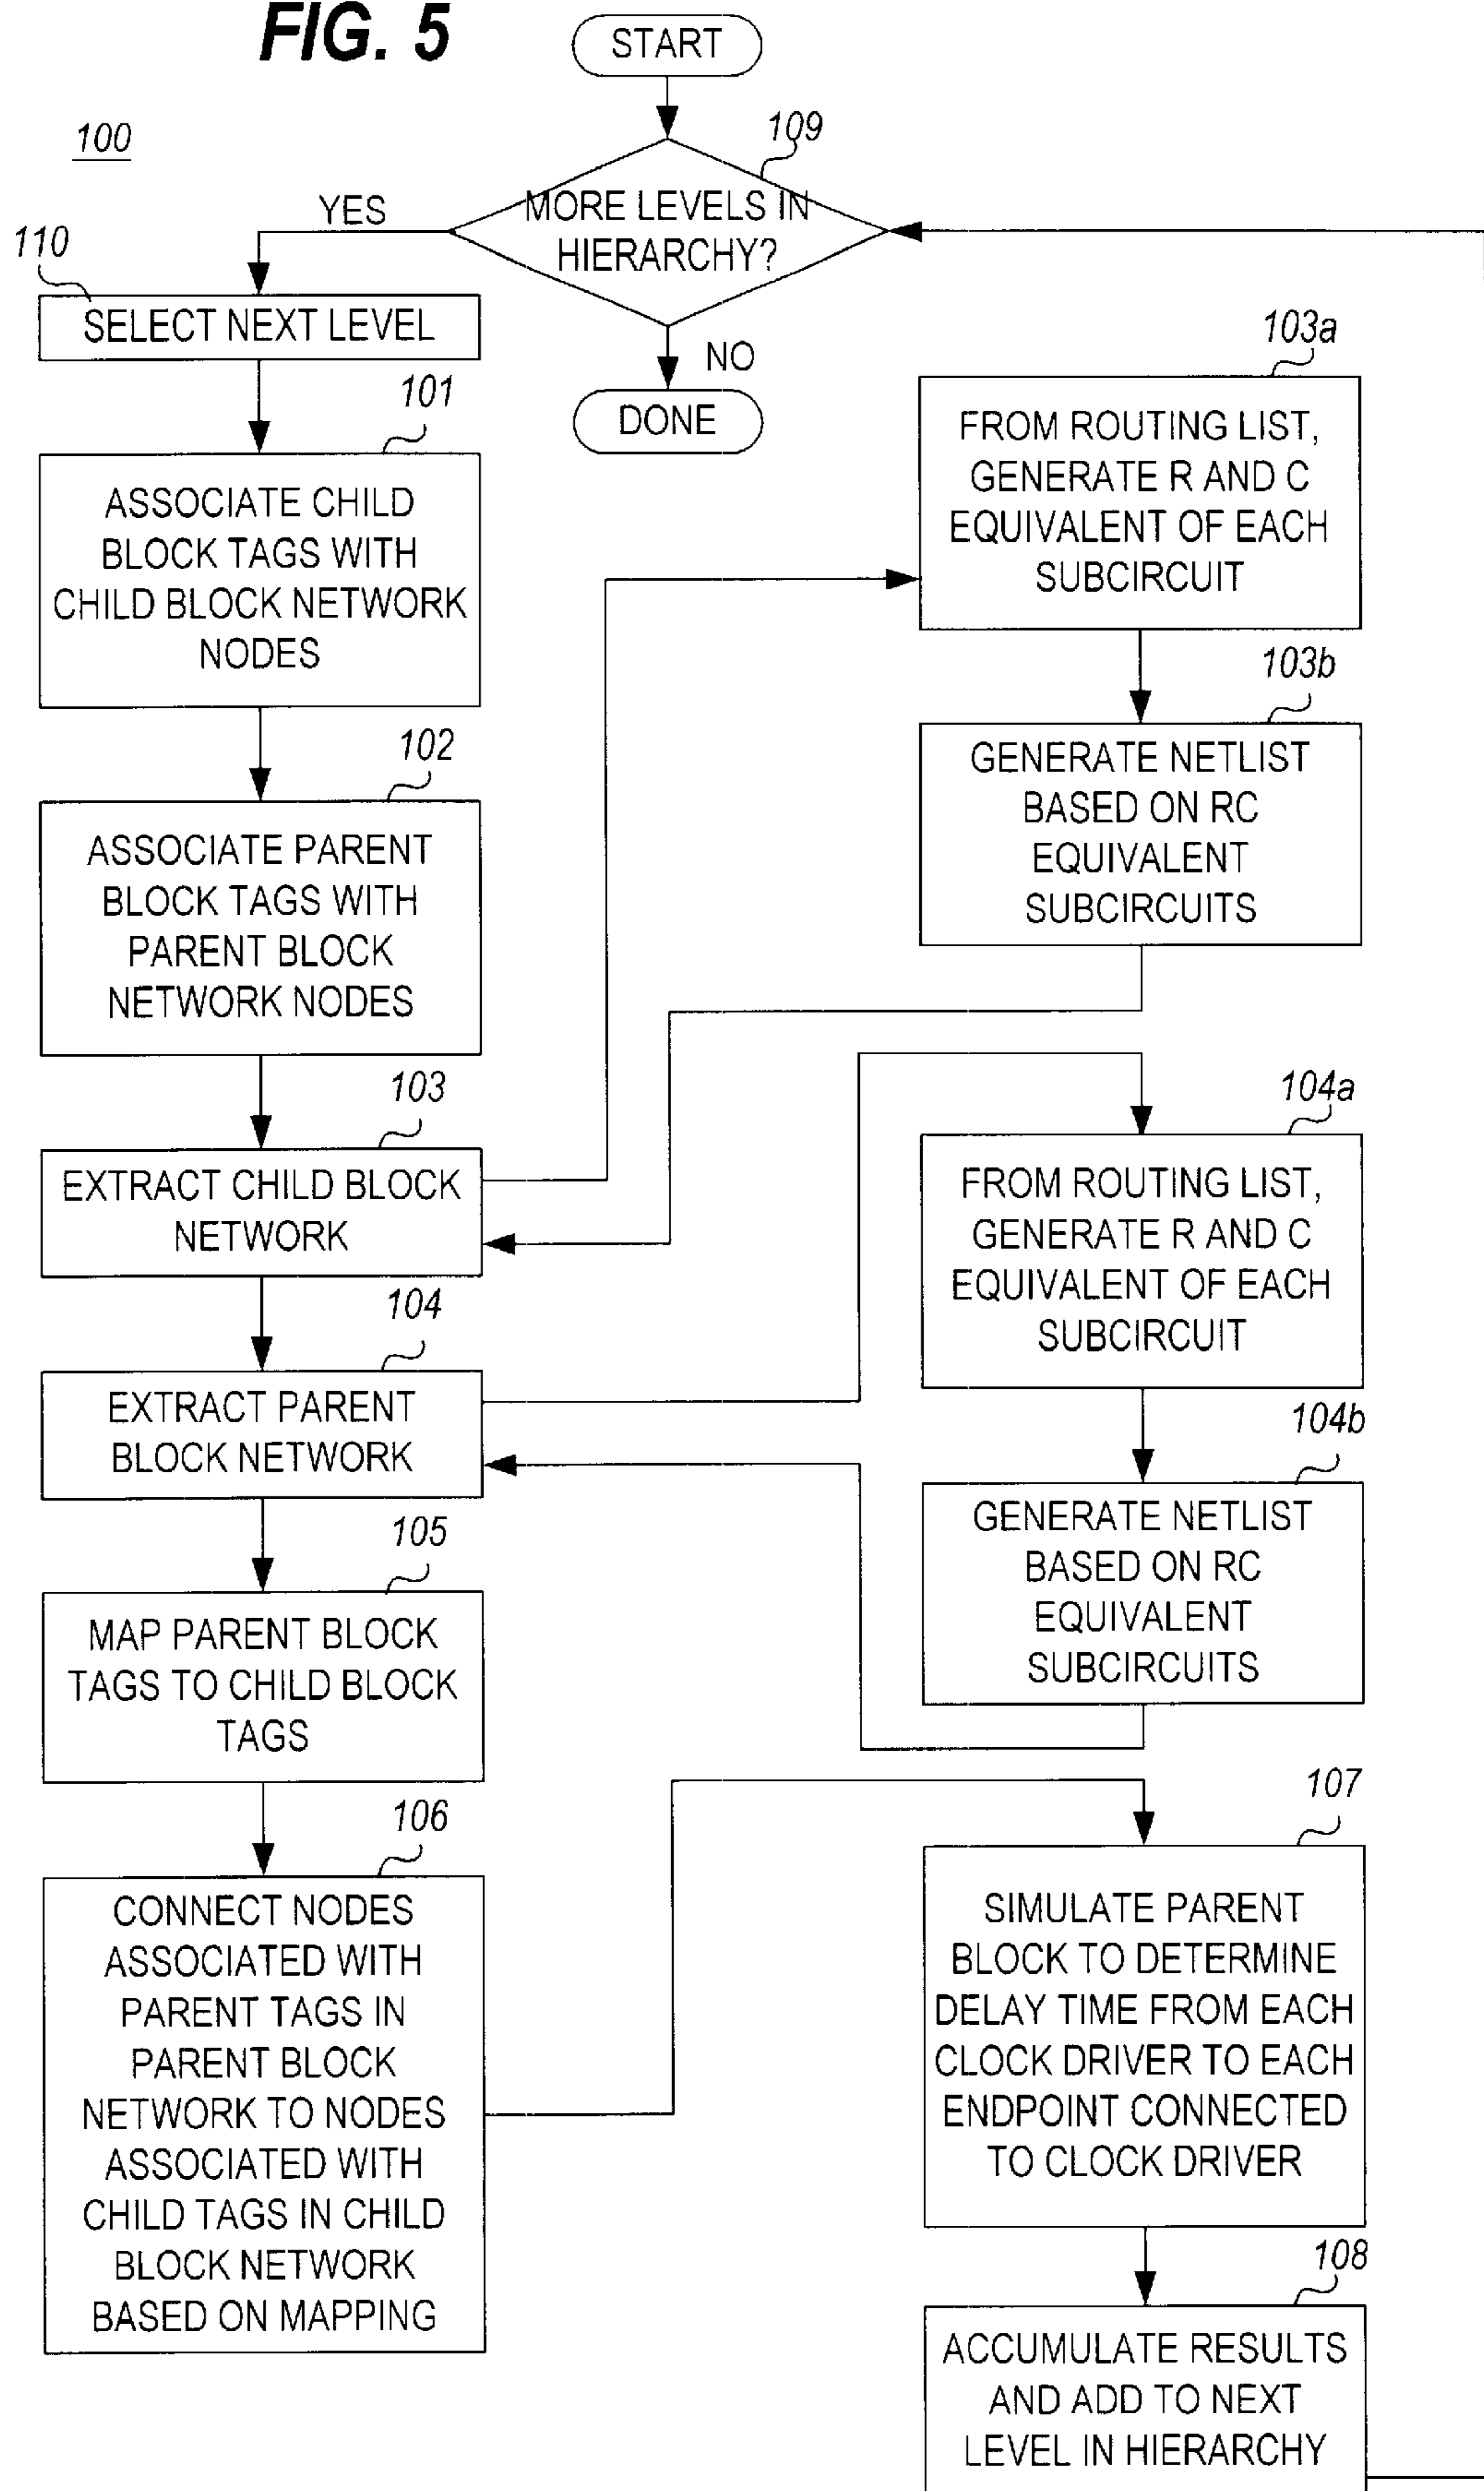 FIG. 5
START
100
109
MORE LEVELS IN
HIERARCHY?
YES
NO
DONE
110
SELECT NEXT LEVEL
101
ASSOCIATE CHILD
BLOCK TAGS WITH
CHILD BLOCK NETWORK
NODES
102
ASSOCIATE PARENT
BLOCK TAGS WITH
PARENT BLOCK
NETWORK NODES
103
EXTRACT CHILD BLOCK
NETWORK
103a
FROM ROUTING LIST,
GENERATE R AND C
EQUIVALENT OF EACH
SUBCIRCUIT
103b
GENERATE NETLIST
BASED ON RC
EQUIVALENT
SUBCIRCUITS
104
EXTRACT PARENT
BLOCK NETWORK
104a
FROM ROUTING LIST,
GENERATE R AND C
EQUIVALENT OF EACH
SUBCIRCUIT
104b
GENERATE NETLIST
BASED ON RC
EQUIVALENT
SUBCIRCUITS
105
MAP PARENT BLOCK
TAGS TO CHILD BLOCK
TAGS
106
CONNECT NODES
ASSOCIATED WITH
PARENT TAGS IN
PARENT BLOCK
NETWORK TO NODES
ASSOCIATED WITH
CHILD TAGS IN CHILD
BLOCK NETWORK
BASED ON MAPPING
107
SIMULATE PARENT
BLOCK TO DETERMINE
DELAY TIME FROM EACH
CLOCK DRIVER TO EACH
ENDPOINT CONNECTED
TO CLOCK DRIVER
108
ACCUMULATE RESULTS
AND ADD TO NEXT
LEVEL IN HIERARCHY